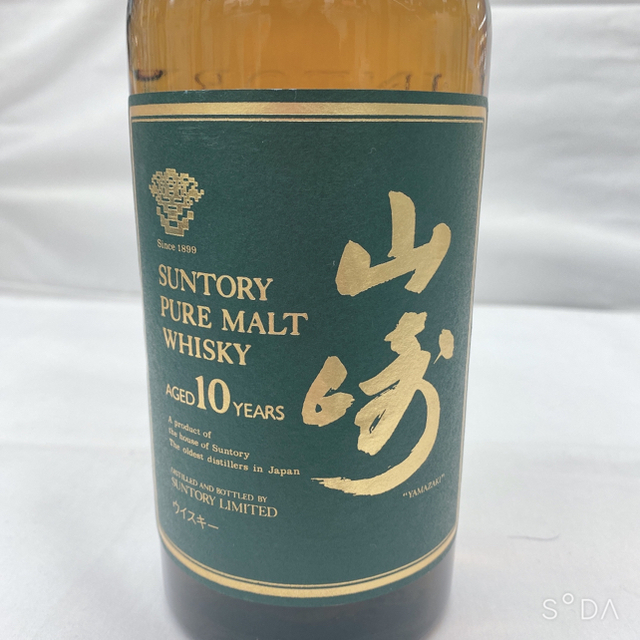 Since 1899
SUNTORY
PURE MALT
WHISKY
AGED 10 YEARS
A product of
the house of Suntory
The oldest distillers in Japan
DISTILLED AND BOTTLED BY
SUNTORY LIMITED
ウイスキー
山崎
"YAMAZAKI"
SODA